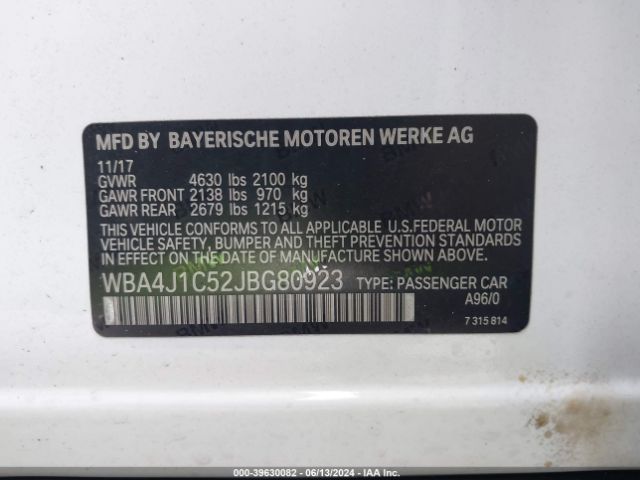 MFD BY BAYERISCHE MOTOREN WERKE AG
11/17
GVWR 4630 lbs 2100 kg
GAWR FRONT 2138 lbs 970 kg
GAWR REAR 2679 lbs 1215 kg
THIS VEHICLE CONFORMS TO ALL APPLICABLE U.S.FEDERAL MOTOR
VEHICLE SAFETY, BUMPER AND THEFT PREVENTION STANDARDS
IN EFFECT ON THE DATE OF MANUFACTURE SHOWN ABOVE.
WBA4J1C52JBG80923 TYPE: PASSENGER CAR
A96/0
7 315 814
000-39630082 - 06/13/2024 - IAAI.COM